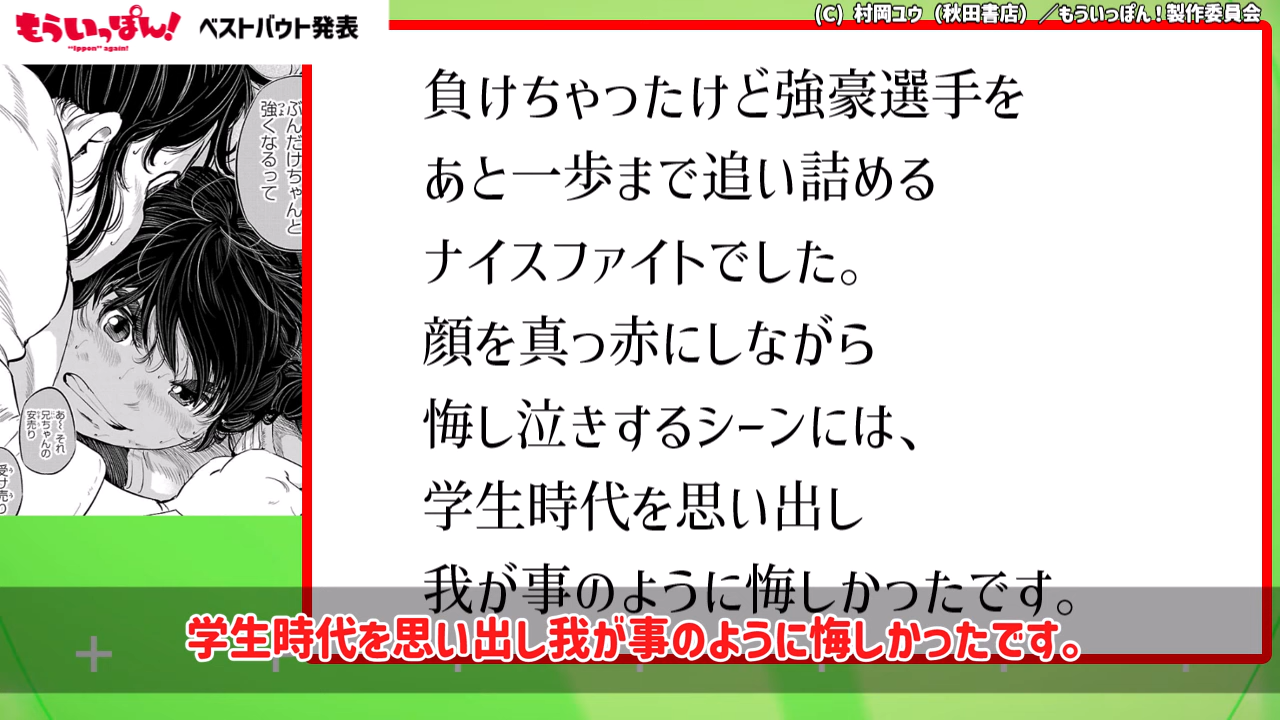 もういっぽん!
"Ippon" again!
ベストバウト発表
(C) 村岡ユウ（秋田書店）／もういっぽん！製作委員会
ぶんだけちゃんと
強くなるって
あ〜それ
兄ちゃんの
安売り
受け売り
負けちゃったけど強豪選手を
あと一歩まで追い詰める
ナイスファイトでした。
顔を真っ赤にしながら
悔し泣きするシーンには、
学生時代を思い出し
我が事のように悔しかったです。
学生時代を思い出し我が事のように悔しかったです。